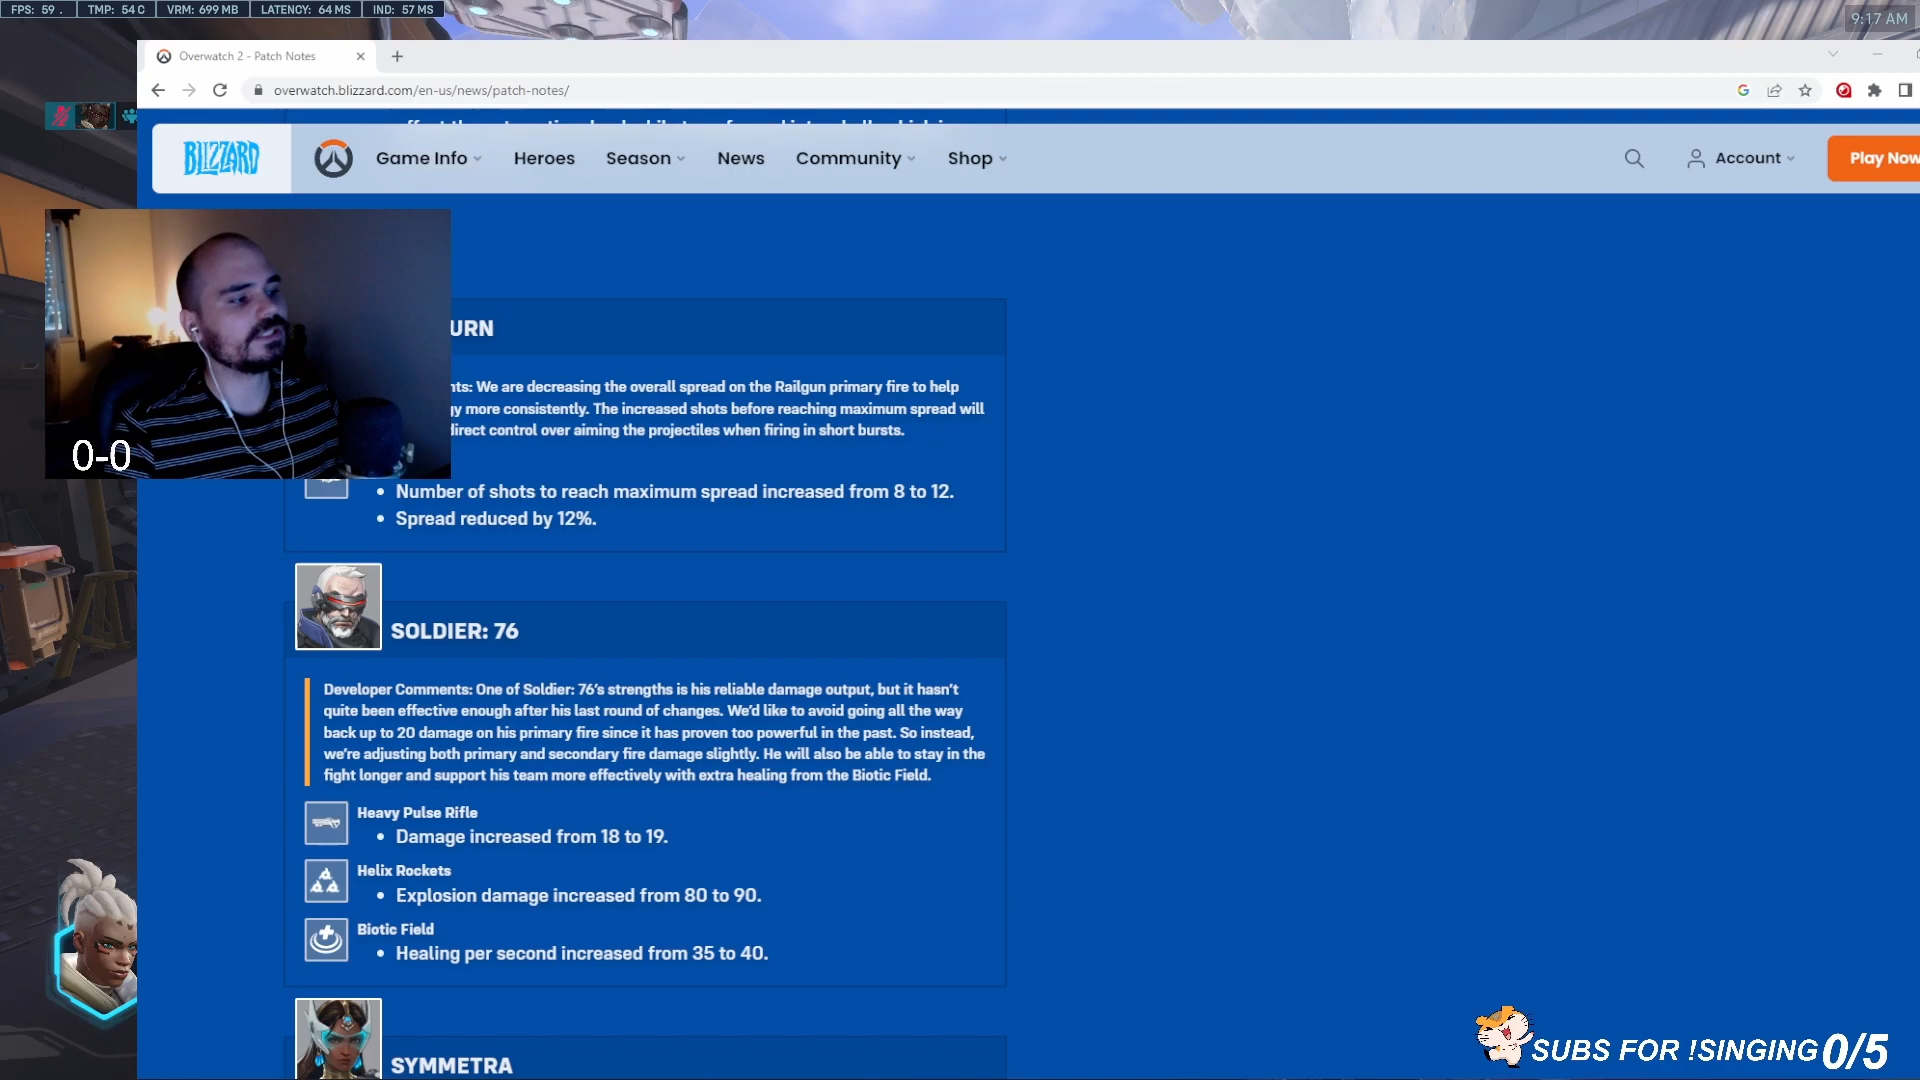 FPS: 59
TMP: 54 C
VRM: 699 MB
LATENCY: 64 MS
IND: 57 MS
9:17 AM
Overwatch 2 - Patch Notes
overwatch.blizzard.com/en-us/news/patch-notes/
BLIZZARD
Game Info
Heroes
Season
News
Community
Shop
Account
Play Now
URN
nts: We are decreasing the overall spread on the Railgun primary fire to help
gy more consistently. The increased shots before reaching maximum spread will
direct control over aiming the projectiles when firing in short bursts.
0-0
• Number of shots to reach maximum spread increased from 8 to 12.
• Spread reduced by 12%.
SOLDIER: 76
Developer Comments: One of Soldier: 76's strengths is his reliable damage output, but it hasn't
quite been effective enough after his last round of changes. We'd like to avoid going all the way
back up to 20 damage on his primary fire since it has proven too powerful in the past. So instead,
we're adjusting both primary and secondary fire damage slightly. He will also be able to stay in the
fight longer and support his team more effectively with extra healing from the Biotic Field.
Heavy Pulse Rifle
• Damage increased from 18 to 19.
Helix Rockets
• Explosion damage increased from 80 to 90.
Biotic Field
• Healing per second increased from 35 to 40.
SYMMETRA
SUBS FOR !SINGING 0/5